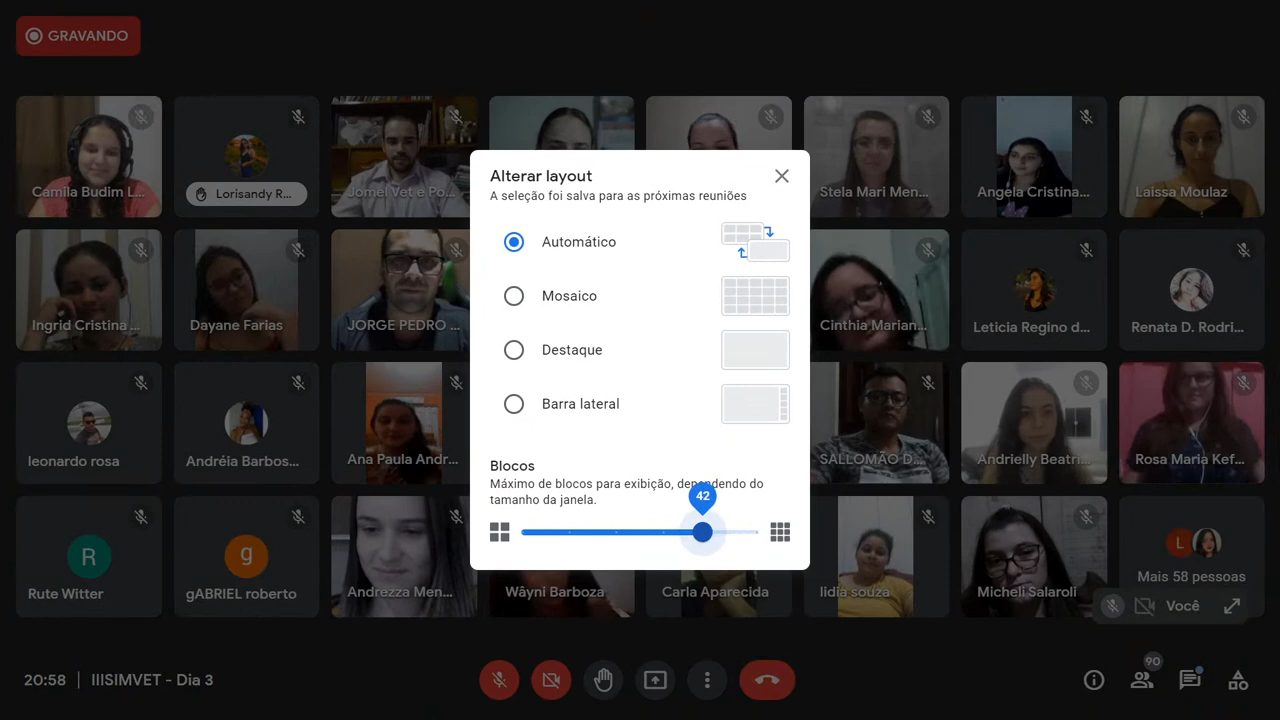 GRAVANDO
Camila Budim L...
Lorisandy R...
Jomel Vet e Po...
Stela Mari Men...
Angela Cristina...
Laissa Moulaz
Alterar layout
A seleção foi salva para as próximas reuniões
Automático
Mosaico
Destaque
Barra lateral
Blocos
Máximo de blocos para exibição, dependendo do
tamanho da janela.
42
Ingrid Cristina ...
Dayane Farias
JORGE PEDRO ...
Cinthia Marian...
Leticia Regino d...
Renata D. Rodri...
leonardo rosa
Andréia Barbos...
Ana Paula Andr...
SALLOMÃO D...
Andrielly Beatri...
Rosa Maria Kef...
R
Rute Witter
g
gABRIEL roberto
Andrezza Men...
Wâyni Barboza
Carla Aparecida
lidia souza
Micheli Salaroli
L
Mais 58 pessoas
Você
20:58 | IIISIMVET - Dia 3
90